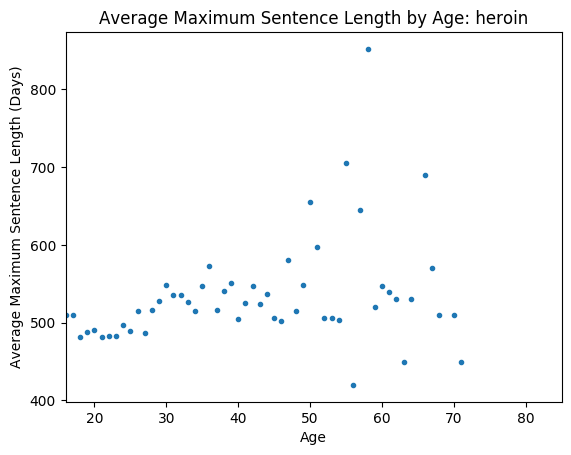 Average Maximum Sentence Length by Age: heroin
Average Maximum Sentence Length (Days)
800
700
600
500
400
20 30 40 50 60 70 80
Age